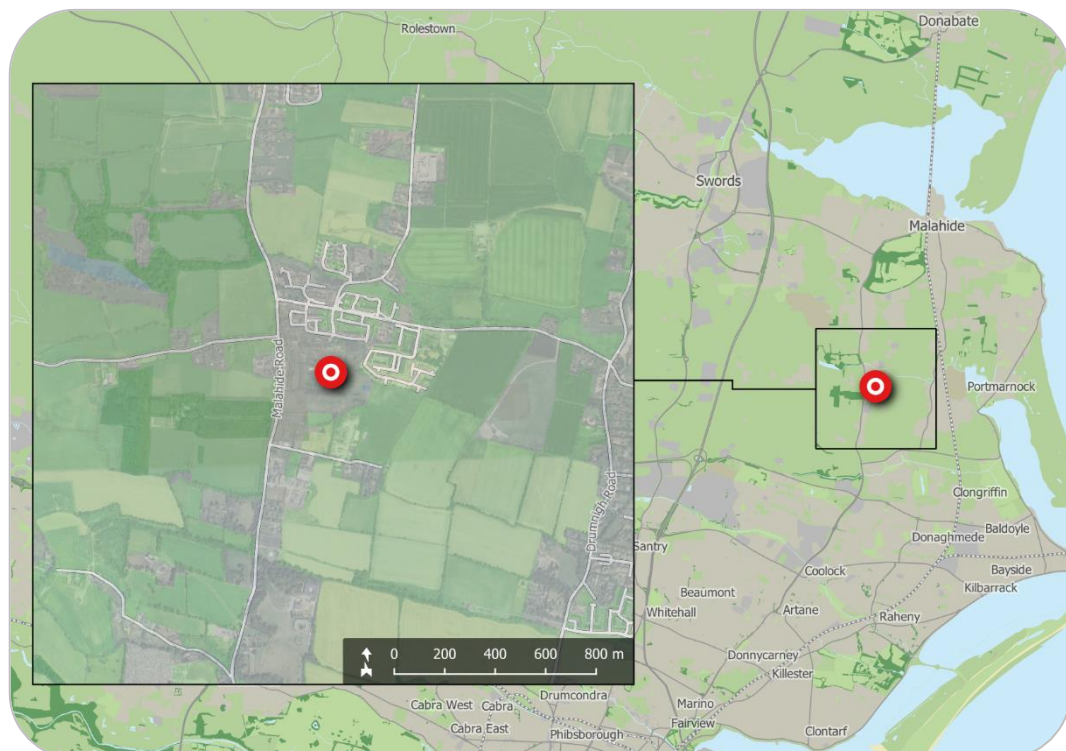 Donabate
Rolestown
Swords
Malahide
Malahide Road
Portmarnock
Drumnigh Road
Clongriffin
Baldoyle
Donaghmede
Santry
Bayside
Coolock
Kilbarrack
Beaumont
Whitehall
Artane
Raheny
Donnycarney
Killester
N
0 200 400 600 800 m
Drumcondra
Cabra West
Cabra
Marino
Fairview
Cabra East
Phibsborough
Clontarf